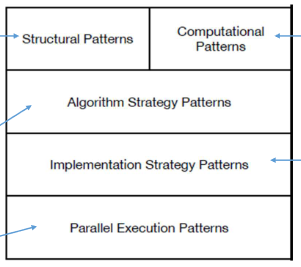 Structural Patterns
Computational
Patterns
Algorithm Strategy Patterns
Implementation Strategy Patterns
Parallel Execution Patterns